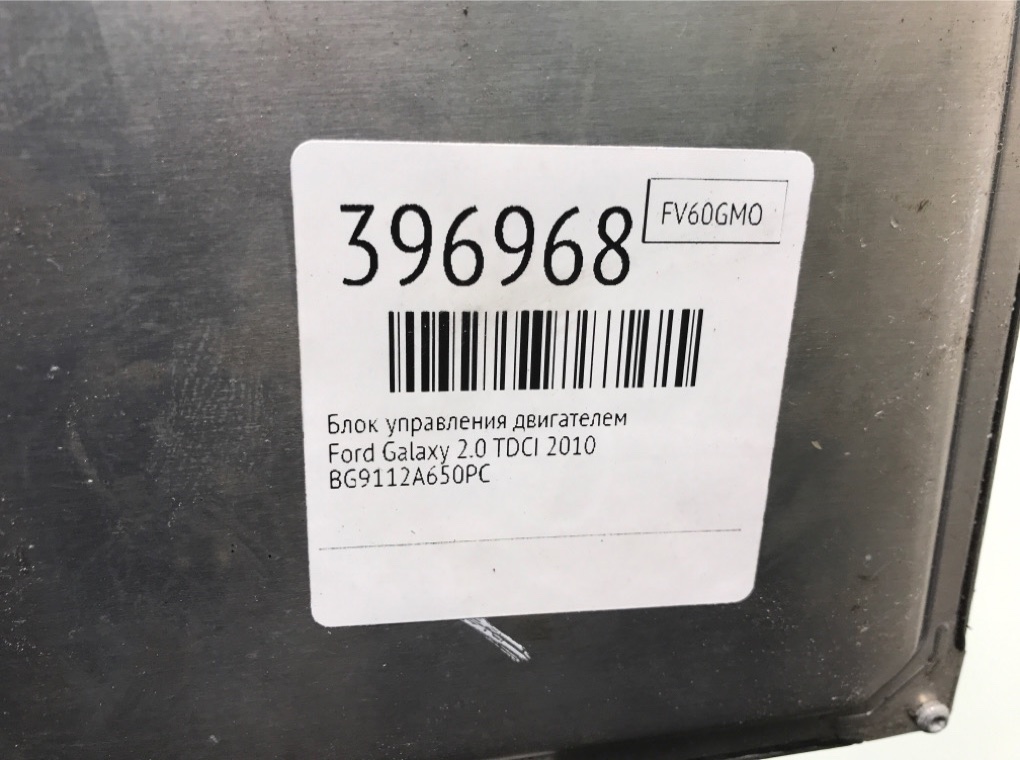 396968
FV60GMO
Блок управления двигателем
Ford Galaxy 2.0 TDCI 2010
BG9112A650PC